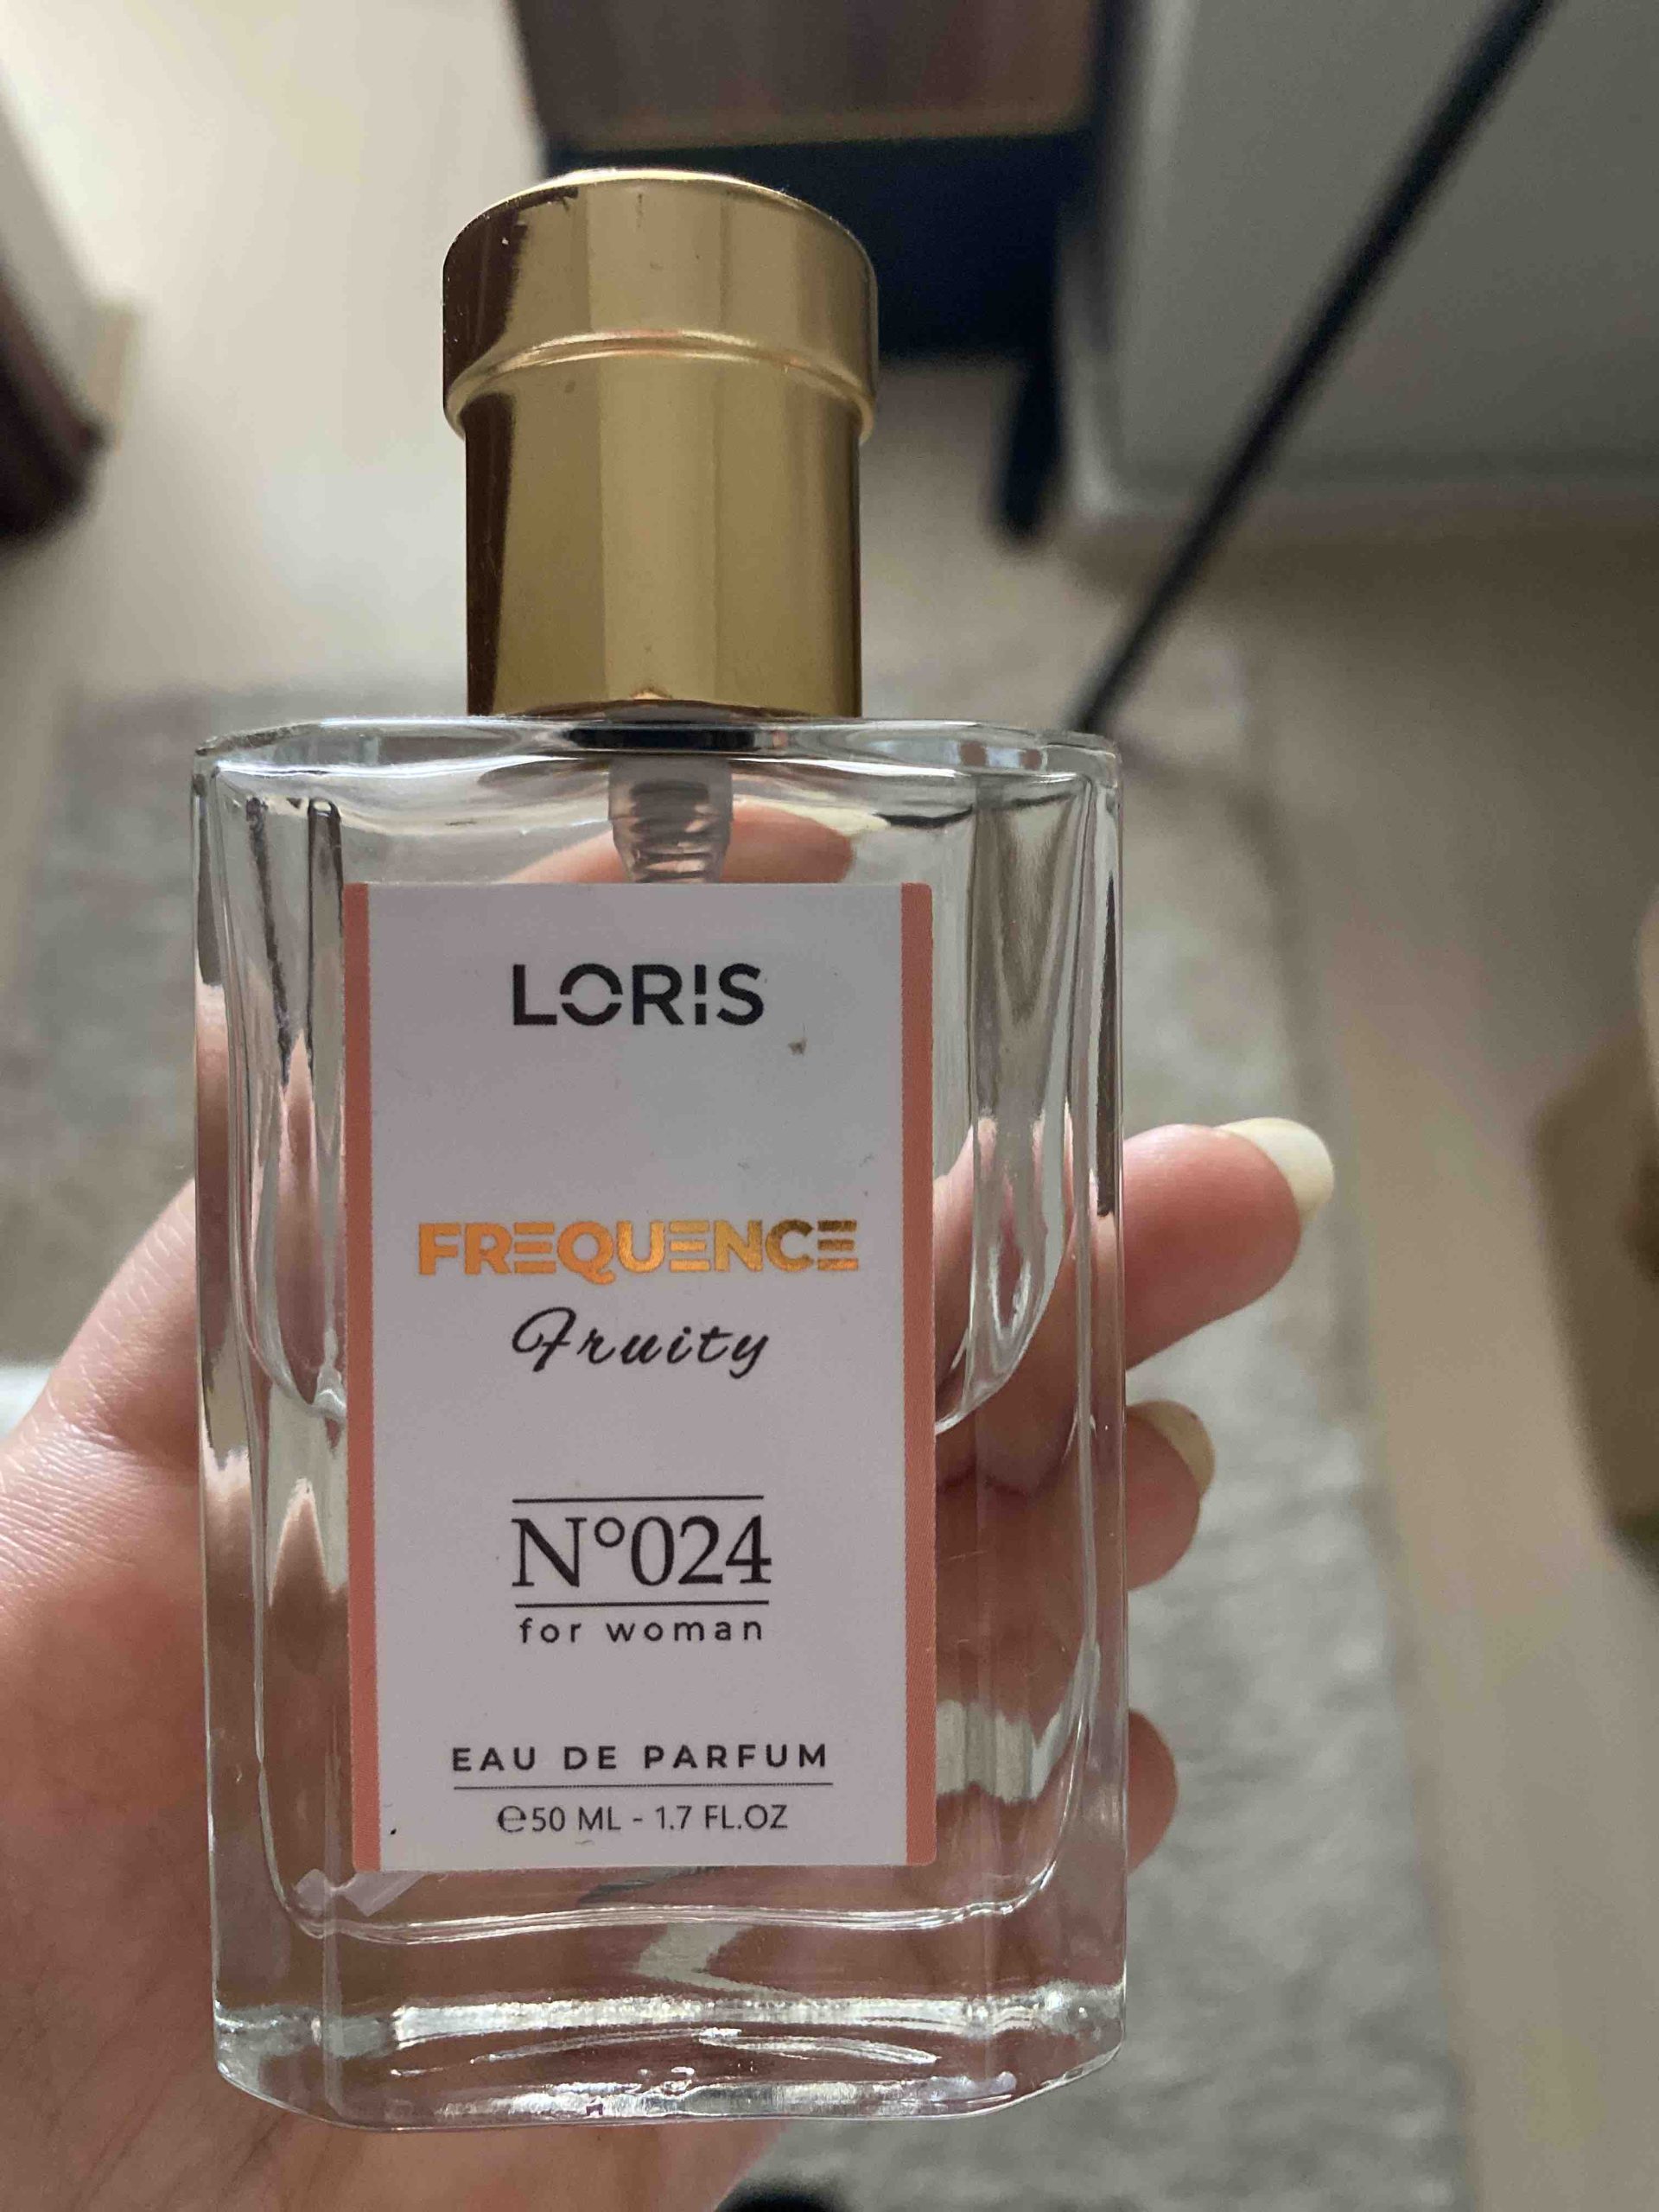 LORIS
FREQUENCE
Fruity
N°024
for woman
EAU DE PARFUM
℮50 ML - 1.7 FL.OZ